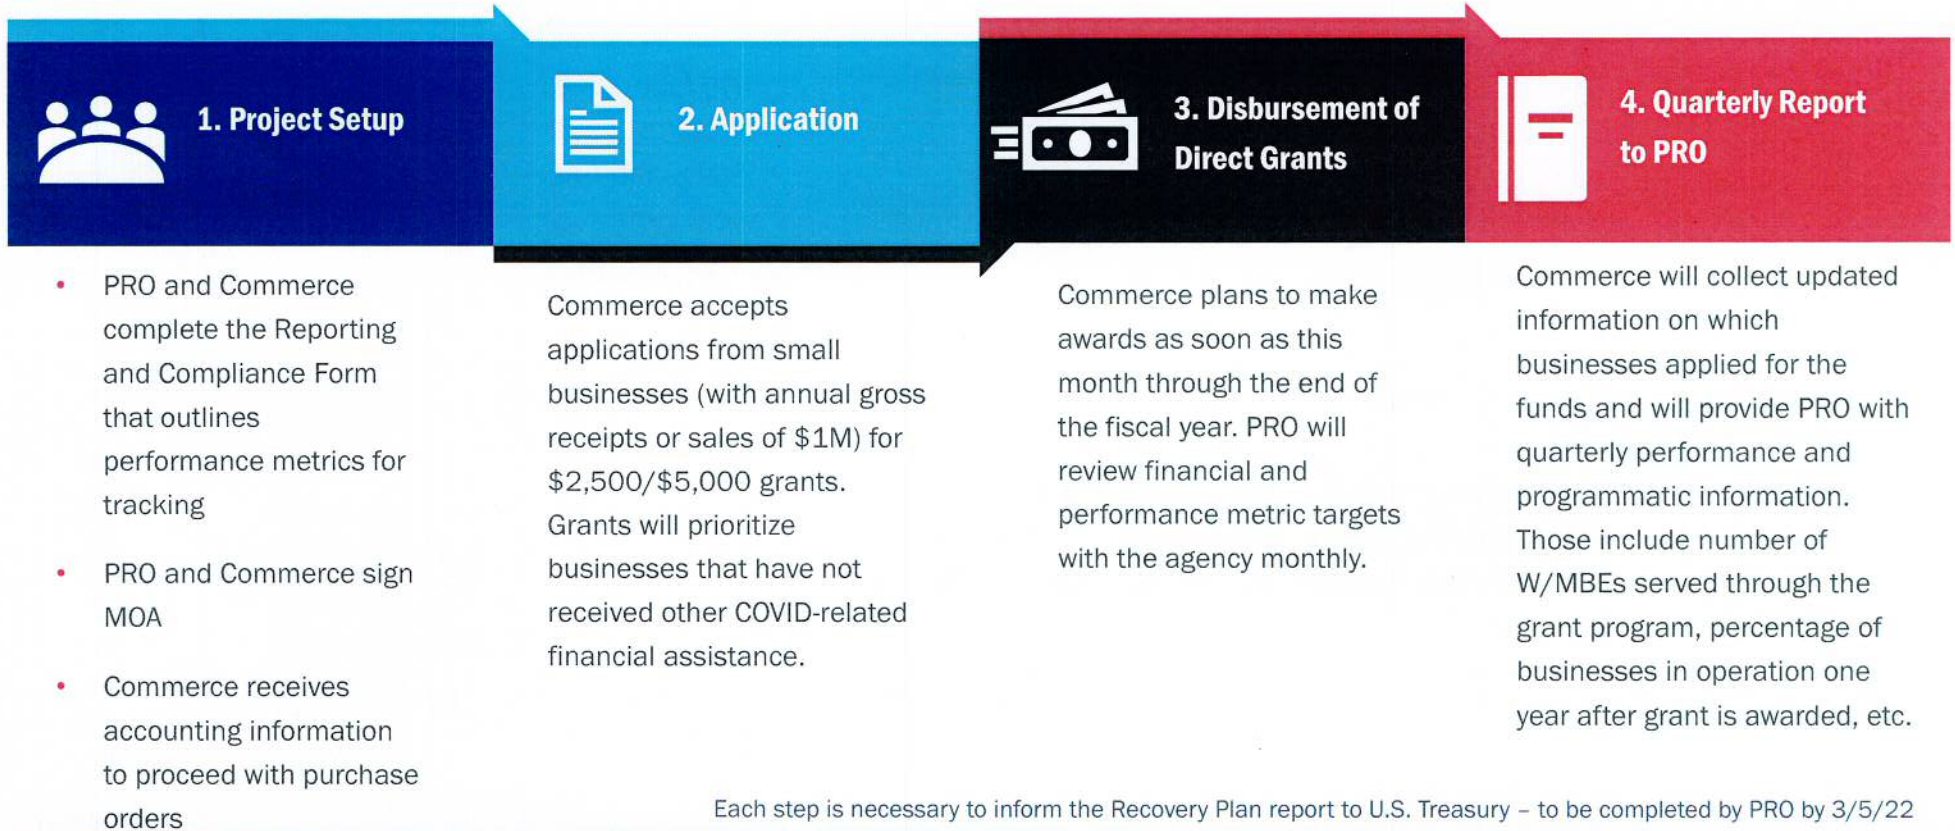 1. Project Setup
• PRO and Commerce
complete the Reporting
and Compliance Form
that outlines
performance metrics for
tracking
• PRO and Commerce sign
MOA
• Commerce receives
accounting information
to proceed with purchase
orders
2. Application
Commerce accepts
applications from small
businesses (with annual gross
receipts or sales of $1M) for
$2,500/$5,000 grants.
Grants will prioritize
businesses that have not
received other COVID-related
financial assistance.
3. Disbursement of
Direct Grants
Commerce plans to make
awards as soon as this
month through the end of
the fiscal year. PRO will
review financial and
performance metric targets
with the agency monthly.
4. Quarterly Report
to PRO
Commerce will collect updated
information on which
businesses applied for the
funds and will provide PRO with
quarterly performance and
programmatic information.
Those include number of
W/MBEs served through the
grant program, percentage of
businesses in operation one
year after grant is awarded, etc.
Each step is necessary to inform the Recovery Plan report to U.S. Treasury – to be completed by PRO by 3/5/22